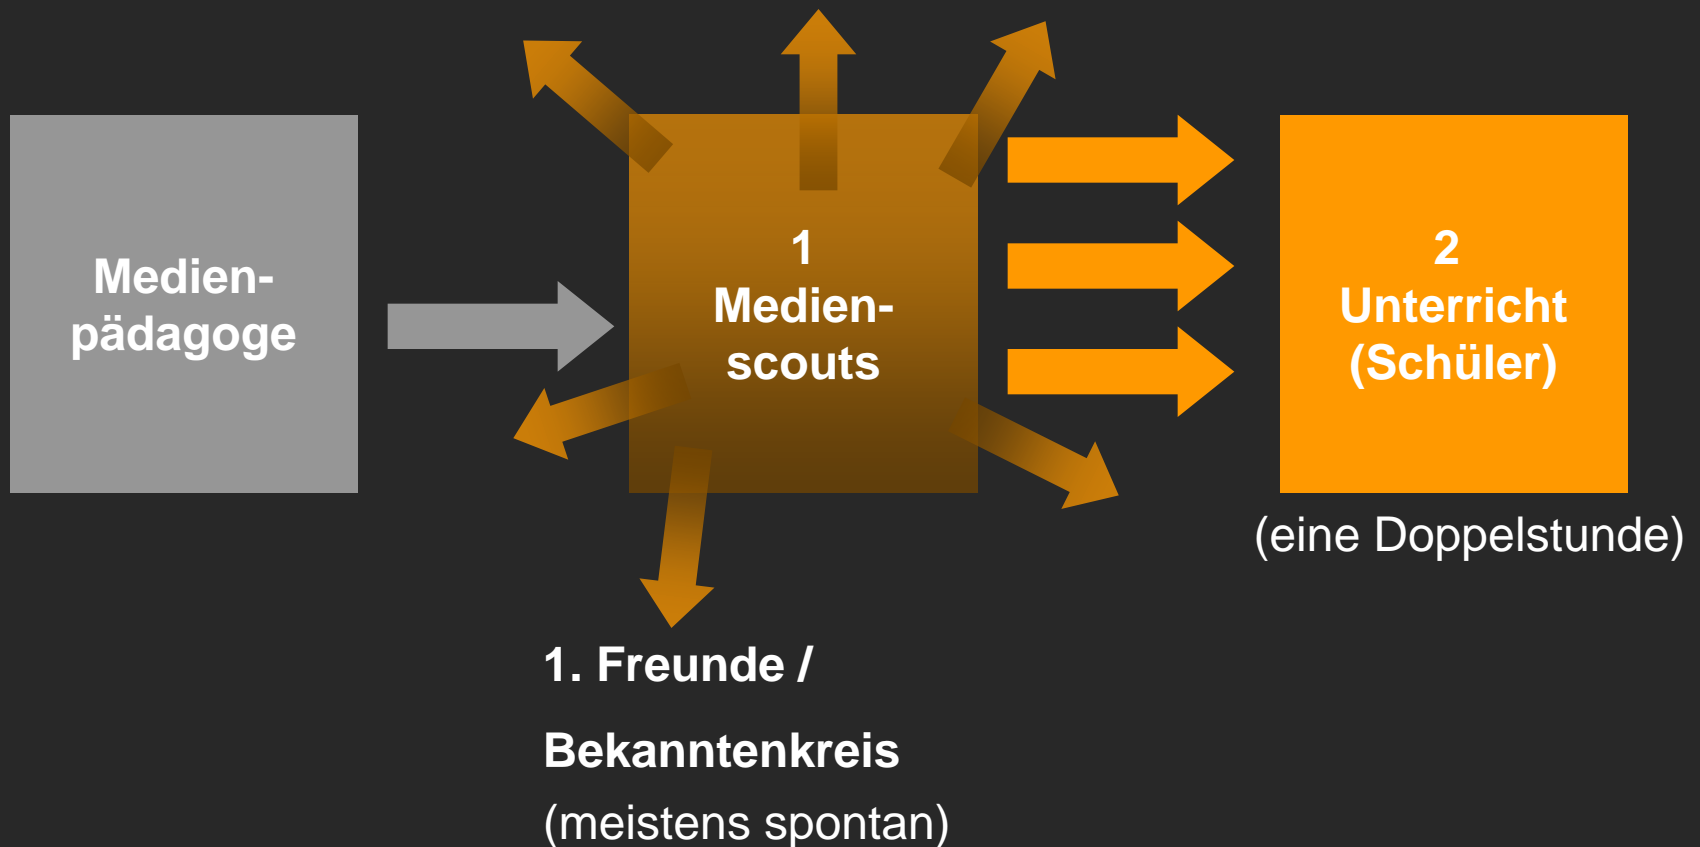 Medien-
pädagoge
1
Medien-
scouts
2
Unterricht
(Schüler)
(eine Doppelstunde)
1. Freunde /
Bekanntenkreis
(meistens spontan)